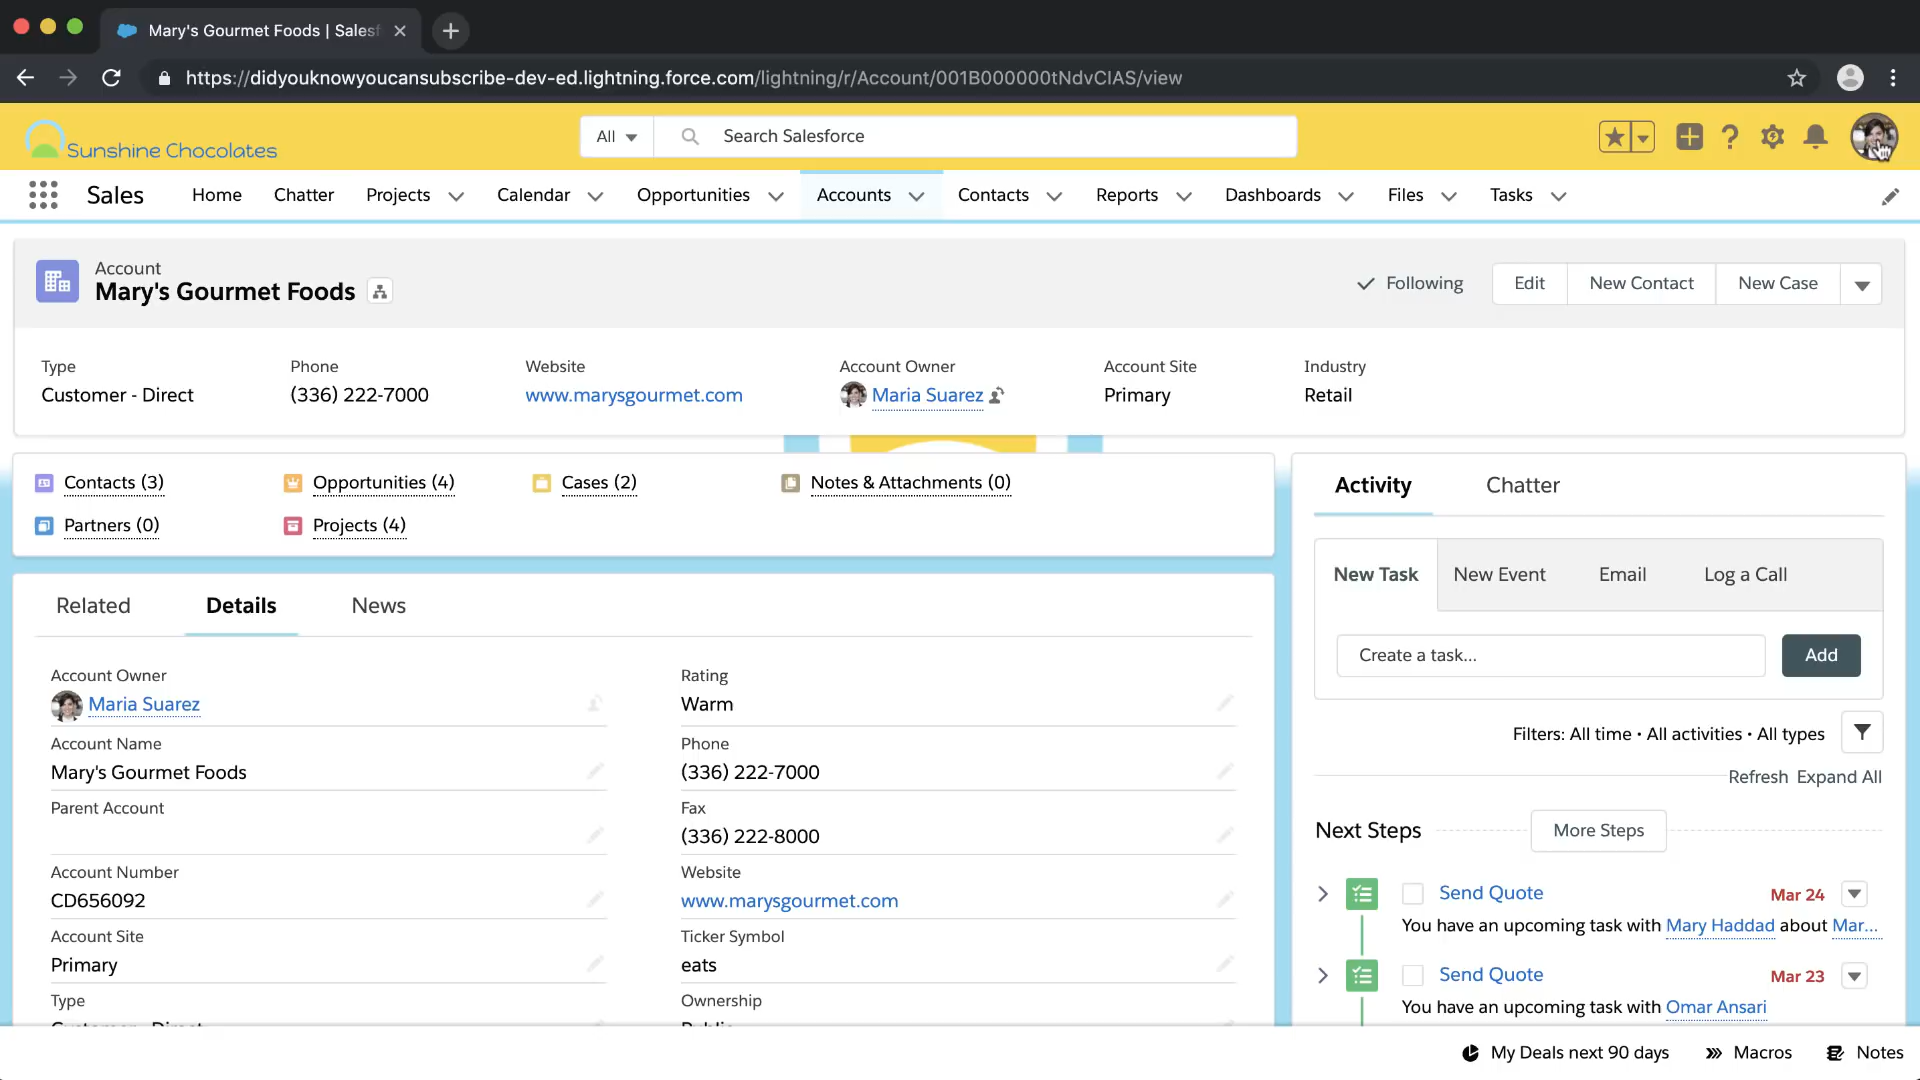 Mary's Gourmet Foods | Salesf
https://didyouknowyoucansubscribe-dev-ed.lightning.force.com/lightning/r/Account/001B000000tNdvCIAS/view
Sunshine Chocolates
All
Search Salesforce
Sales
Home
Chatter
Projects
Calendar
Opportunities
Accounts
Contacts
Reports
Dashboards
Files
Tasks
Account
Mary's Gourmet Foods
Following
Edit
New Contact
New Case
Type
Phone
Website
Account Owner
Account Site
Industry
Customer - Direct
(336) 222-7000
www.marysgourmet.com
Maria Suarez
Primary
Retail
Contacts (3)
Opportunities (4)
Cases (2)
Notes & Attachments (0)
Partners (0)
Projects (4)
Related
Details
News
Account Owner
Maria Suarez
Account Name
Mary's Gourmet Foods
Parent Account
Account Number
CD656092
Account Site
Primary
Type
Customer - Direct
Rating
Warm
Phone
(336) 222-7000
Fax
(336) 222-8000
Website
www.marysgourmet.com
Ticker Symbol
eats
Ownership
Public
Activity
Chatter
New Task
New Event
Email
Log a Call
Create a task...
Add
Filters: All time • All activities • All types
Refresh
Expand All
Next Steps
More Steps
Send Quote
Mar 24
You have an upcoming task with Mary Haddad about Mar...
Send Quote
Mar 23
You have an upcoming task with Omar Ansari
My Deals next 90 days
Macros
Notes